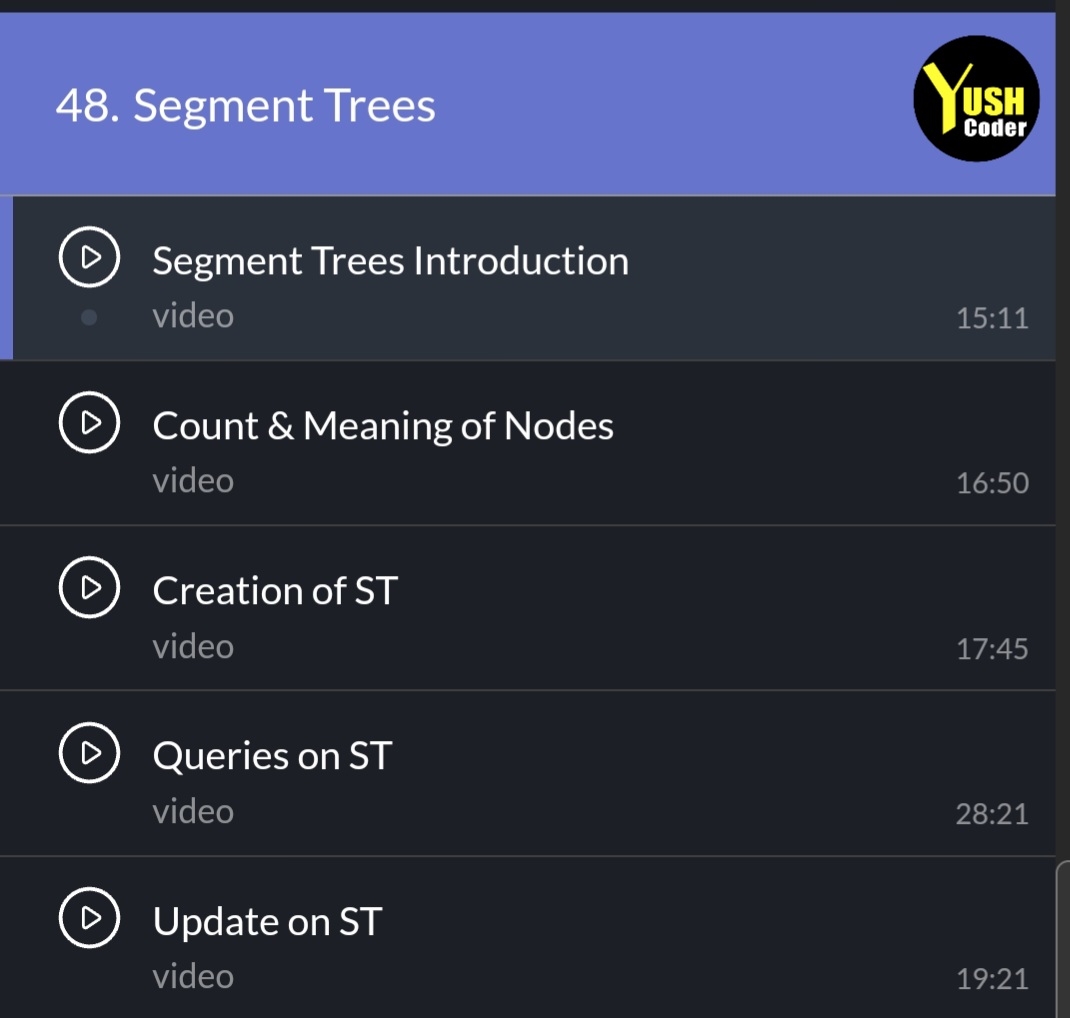 48. Segment Trees
YUSH
Coder
Segment Trees Introduction
video
15:11
Count & Meaning of Nodes
video
16:50
Creation of ST
video
17:45
Queries on ST
video
28:21
Update on ST
video
19:21